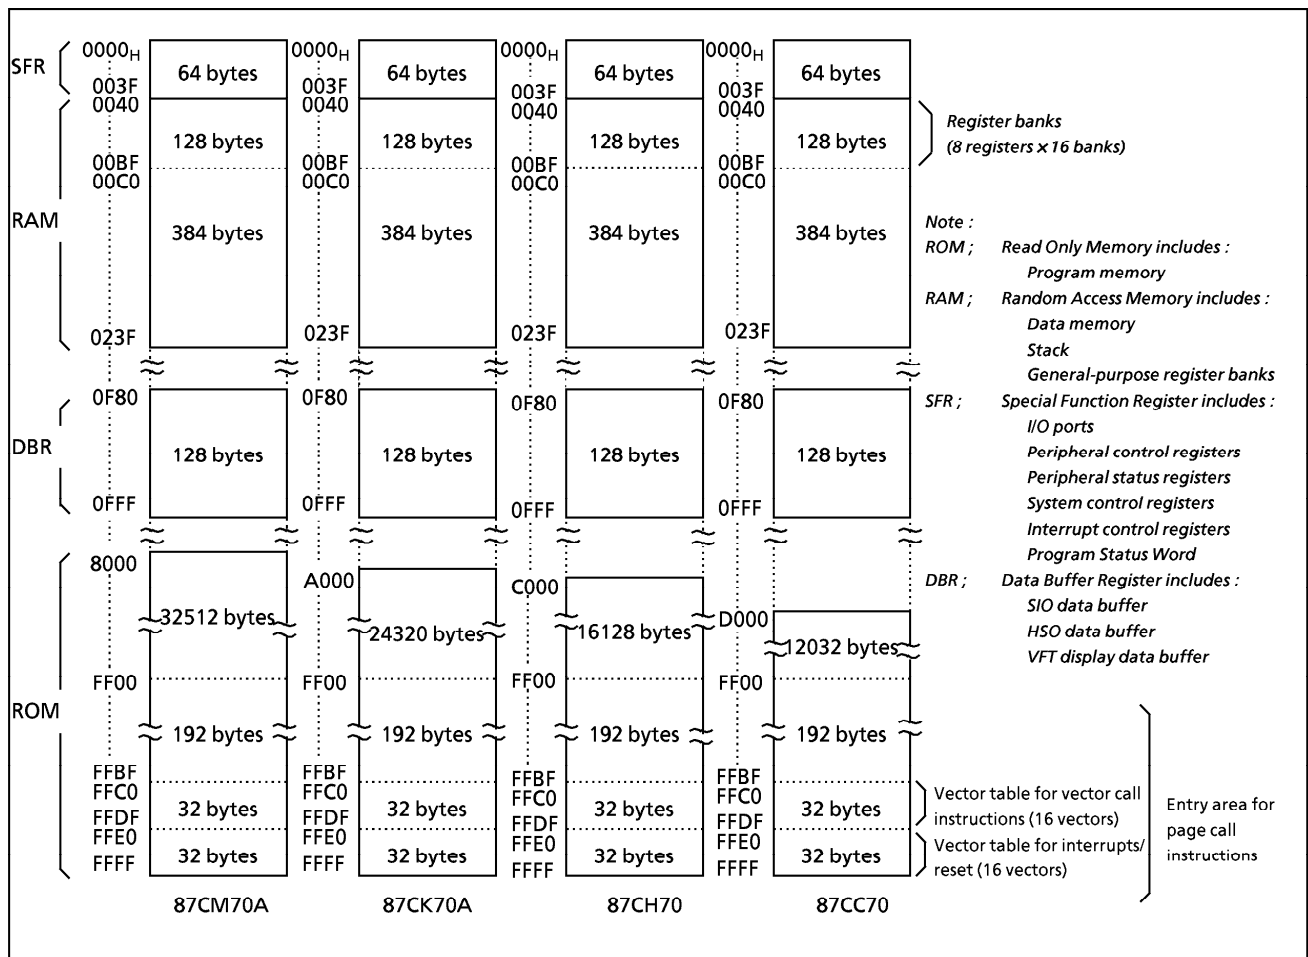 SFR
RAM
DBR
ROM
0000H
003F
0040
00BF
00C0
023F
0F80
0FFF
8000
FF00
FFBF
FFC0
FFDF
FFE0
FFFF
64 bytes
128 bytes
384 bytes
128 bytes
32512 bytes
192 bytes
32 bytes
32 bytes
87CM70A
0000H
003F
0040
00BF
00C0
023F
0F80
0FFF
A000
FF00
FFBF
FFC0
FFDF
FFE0
FFFF
64 bytes
128 bytes
384 bytes
128 bytes
24320 bytes
192 bytes
32 bytes
32 bytes
87CK70A
0000H
003F
0040
00BF
00C0
023F
0F80
0FFF
C000
FF00
FFBF
FFC0
FFDF
FFE0
FFFF
64 bytes
128 bytes
384 bytes
128 bytes
16128 bytes
192 bytes
32 bytes
32 bytes
87CH70
0000H
003F
0040
00BF
00C0
023F
0F80
0FFF
D000
FF00
FFBF
FFC0
FFDF
FFE0
FFFF
64 bytes
128 bytes
384 bytes
128 bytes
12032 bytes
192 bytes
32 bytes
32 bytes
87CC70
Register banks
(8 registers × 16 banks)
Note :
ROM ; Read Only Memory includes :
Program memory
RAM ; Random Access Memory includes :
Data memory
Stack
General-purpose register banks
SFR ; Special Function Register includes :
I/O ports
Peripheral control registers
Peripheral status registers
System control registers
Interrupt control registers
Program Status Word
DBR ; Data Buffer Register includes :
SIO data buffer
HSO data buffer
VFT display data buffer
Vector table for vector call
instructions (16 vectors)
Vector table for interrupts/
reset (16 vectors)
Entry area for
page call
instructions